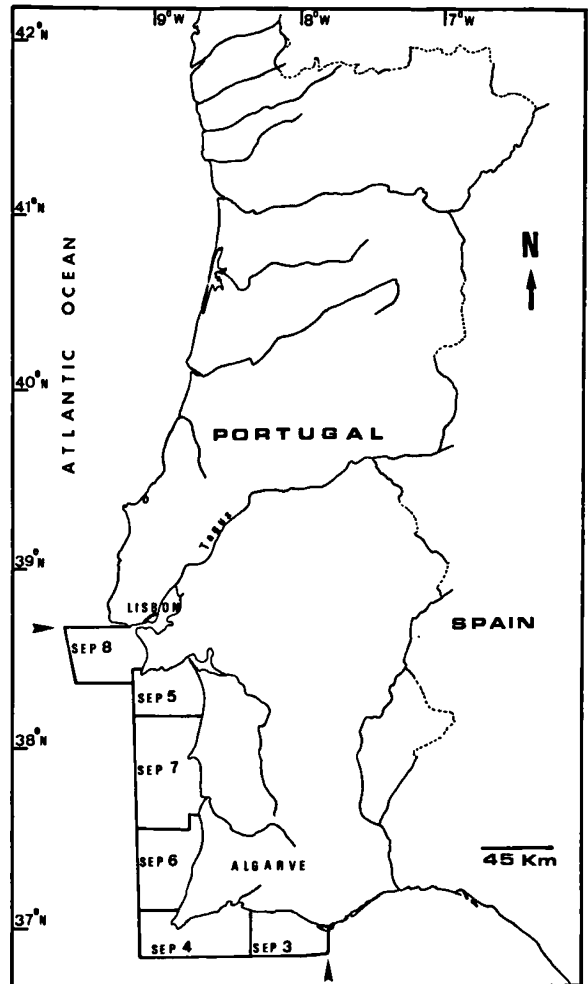 9°W
8°W
7°W
42°N
41°N
ATLANTIC OCEAN
N
40°N
PORTUGAL
Tagus
39°N
LISBON
SPAIN
SEP 8
SEP 5
38°N
SEP 7
45 Km
SEP 6
ALGARVE
37°N
SEP 4
SEP 3